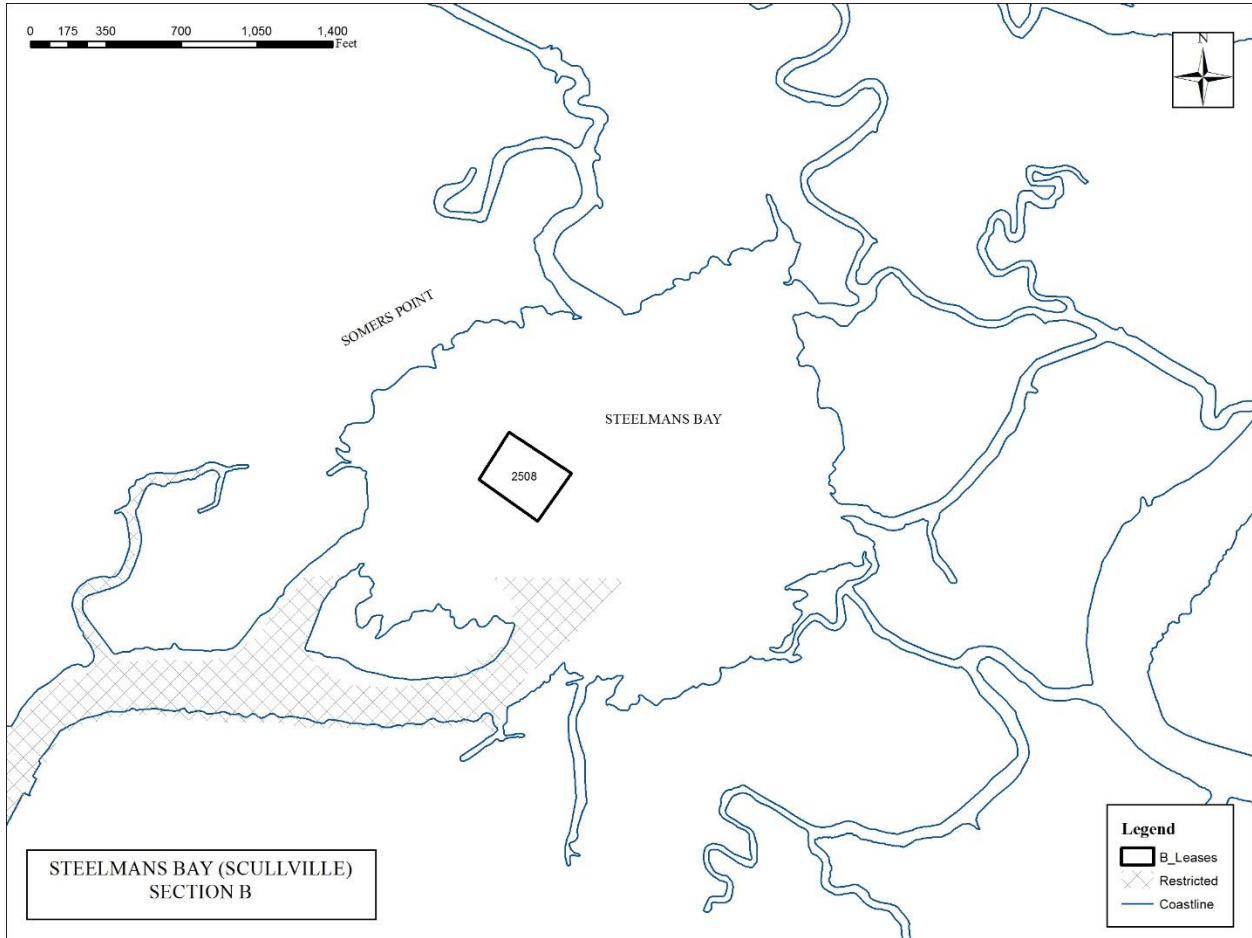 0 175 350 700 1,050 1,400
Feet
N
SOMERS POINT
STEELMANS BAY
2508
STEELMANS BAY (SCULLVILLE)
SECTION B
Legend
B_Leases
Restricted
Coastline